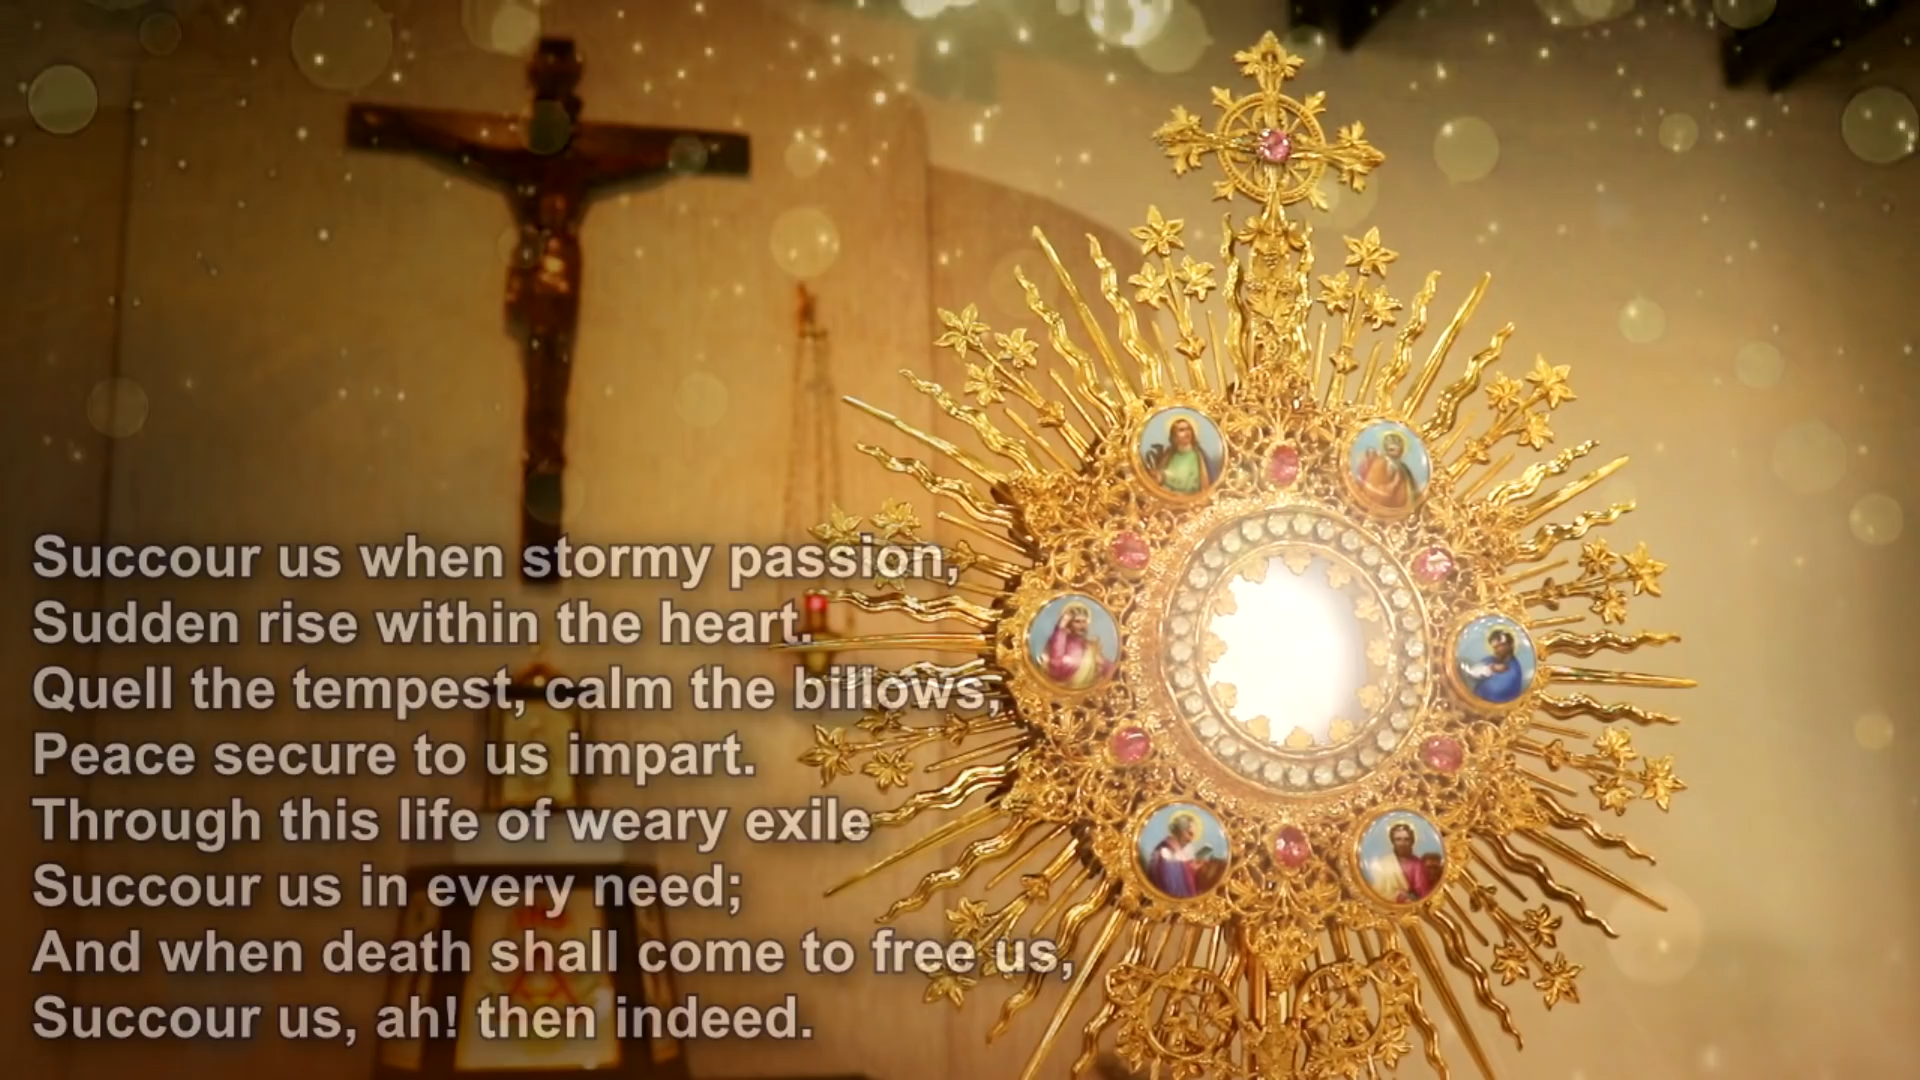 Succour us when stormy passion,
Sudden rise within the heart.
Quell the tempest, calm the billows,
Peace secure to us impart.
Through this life of weary exile
Succour us in every need;
And when death shall come to free us,
Succour us, ah! then indeed.